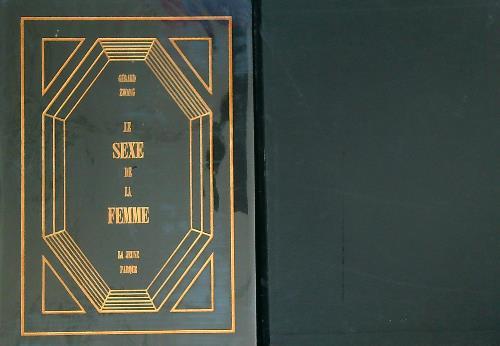 GÉRARD
ZWANG
LE
SEXE
DE
LA
FEMME
LA JEUNE
PARQUE